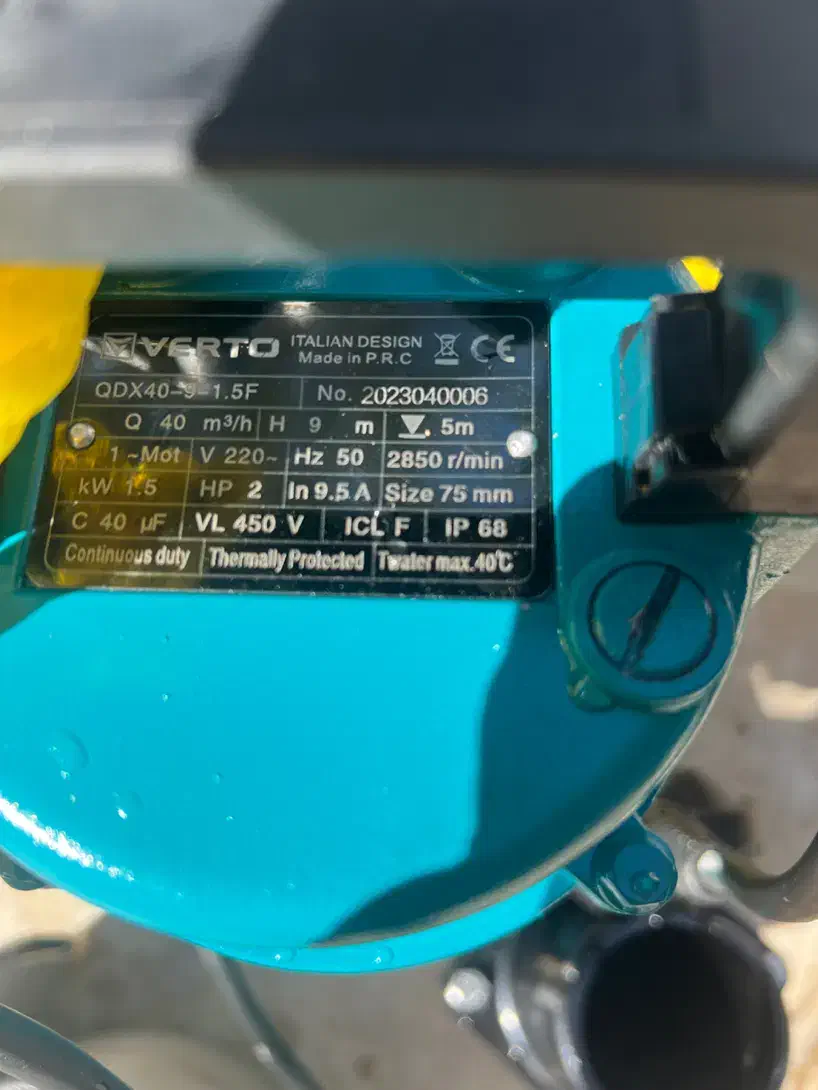 VERTO ITALIAN DESIGN
Made in P.R.C
CE
QDX40-9-1.5F No. 2023040006
Q 40 m³/h H 9 m 5m
1~Mot V 220~ Hz 50 2850 r/min
kW 1.5 HP 2 In 9.5 A Size 75 mm
C 40 µF VL 450 V ICL F IP 68
Continuous duty Thermally Protected Twater max. 40℃